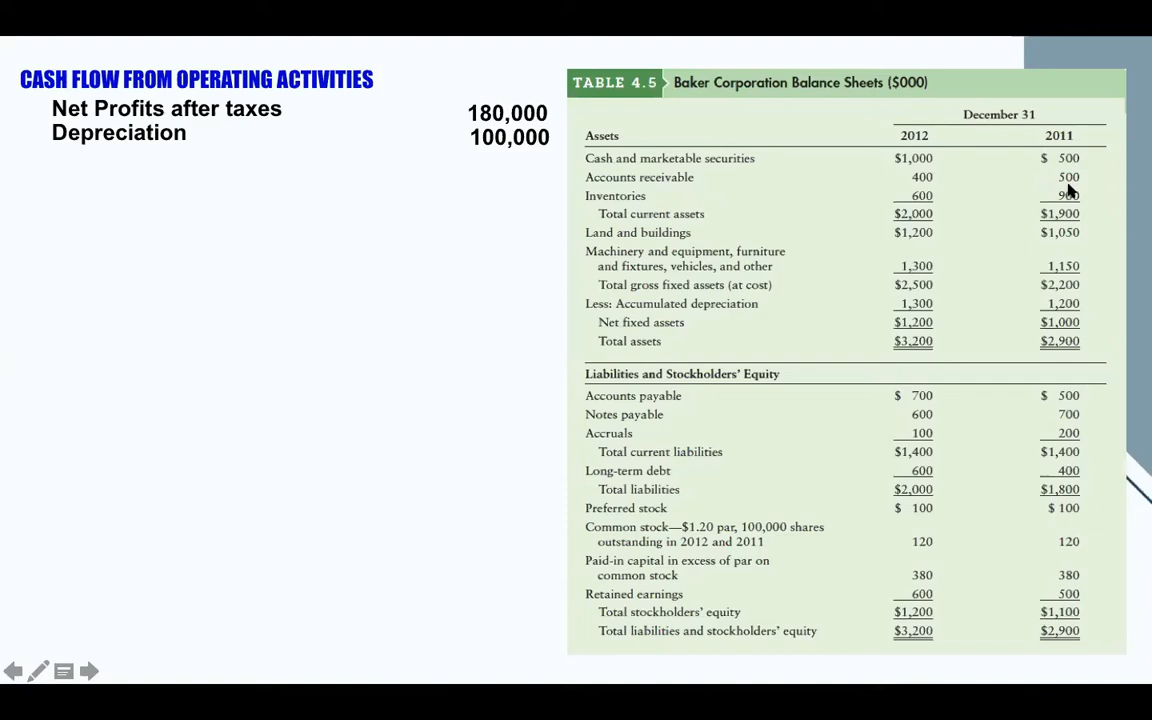 CASH FLOW FROM OPERATING ACTIVITIES
Net Profits after taxes 180,000
Depreciation 100,000
TABLE 4.5 Baker Corporation Balance Sheets ($000)
December 31
Assets 2012 2011
Cash and marketable securities $1,000 $ 500
Accounts receivable 400 500
Inventories 600 900
Total current assets $2,000 $1,900
Land and buildings $1,200 $1,050
Machinery and equipment, furniture
and fixtures, vehicles, and other 1,300 1,150
Total gross fixed assets (at cost) $2,500 $2,200
Less: Accumulated depreciation 1,300 1,200
Net fixed assets $1,200 $1,000
Total assets $3,200 $2,900
Liabilities and Stockholders' Equity
Accounts payable $ 700 $ 500
Notes payable 600 700
Accruals 100 200
Total current liabilities $1,400 $1,400
Long-term debt 600 400
Total liabilities $2,000 $1,800
Preferred stock $ 100 $ 100
Common stock—$1.20 par, 100,000 shares
outstanding in 2012 and 2011 120 120
Paid-in capital in excess of par on
common stock 380 380
Retained earnings 600 500
Total stockholders' equity $1,200 $1,100
Total liabilities and stockholders' equity $3,200 $2,900